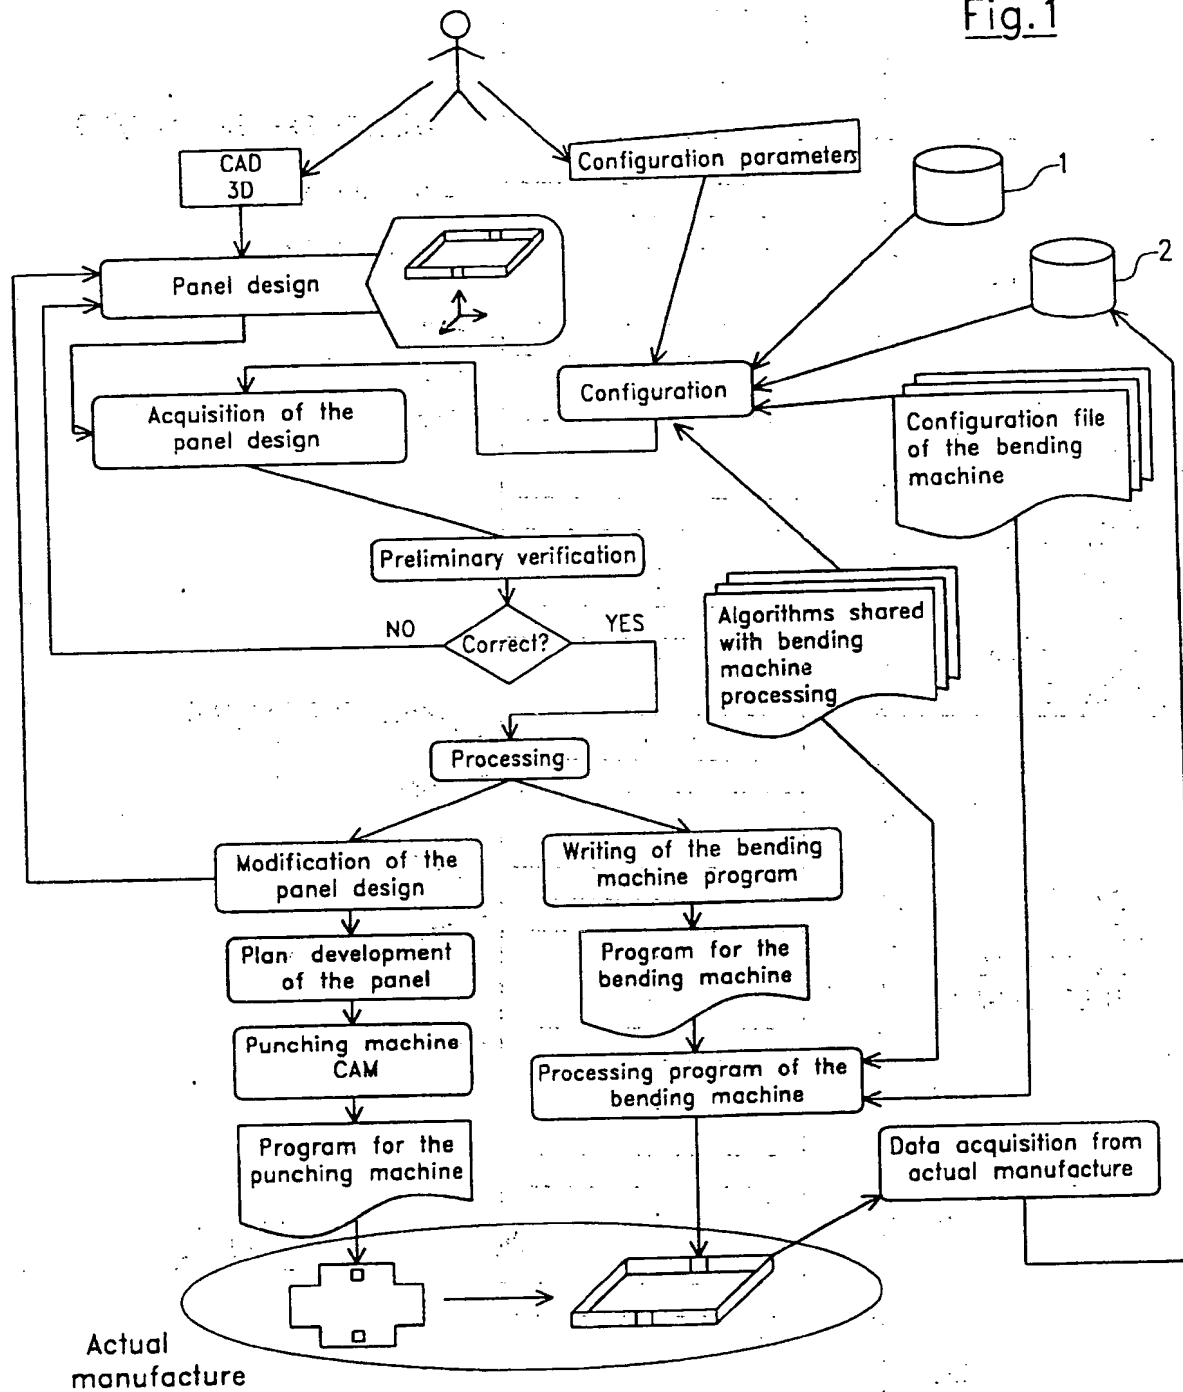 Fig.1
CAD
3D
Configuration parameters
1
2
Panel design
Configuration
Acquisition of the
panel design
Configuration file
of the bending
machine
Preliminary verification
NO
Correct?
YES
Algorithms shared
with bending
machine
processing
Processing
Modification of the
panel design
Writing of the bending
machine program
Plan development
of the panel
Program for the
bending machine
Punching machine
CAM
Processing program of the
bending machine
Program for the
punching machine
Data acquisition from
actual manufacture
Actual
manufacture